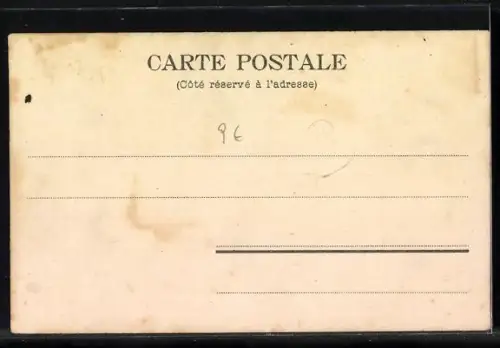 CARTE POSTALE
(Côté réservé à l'adresse)
96